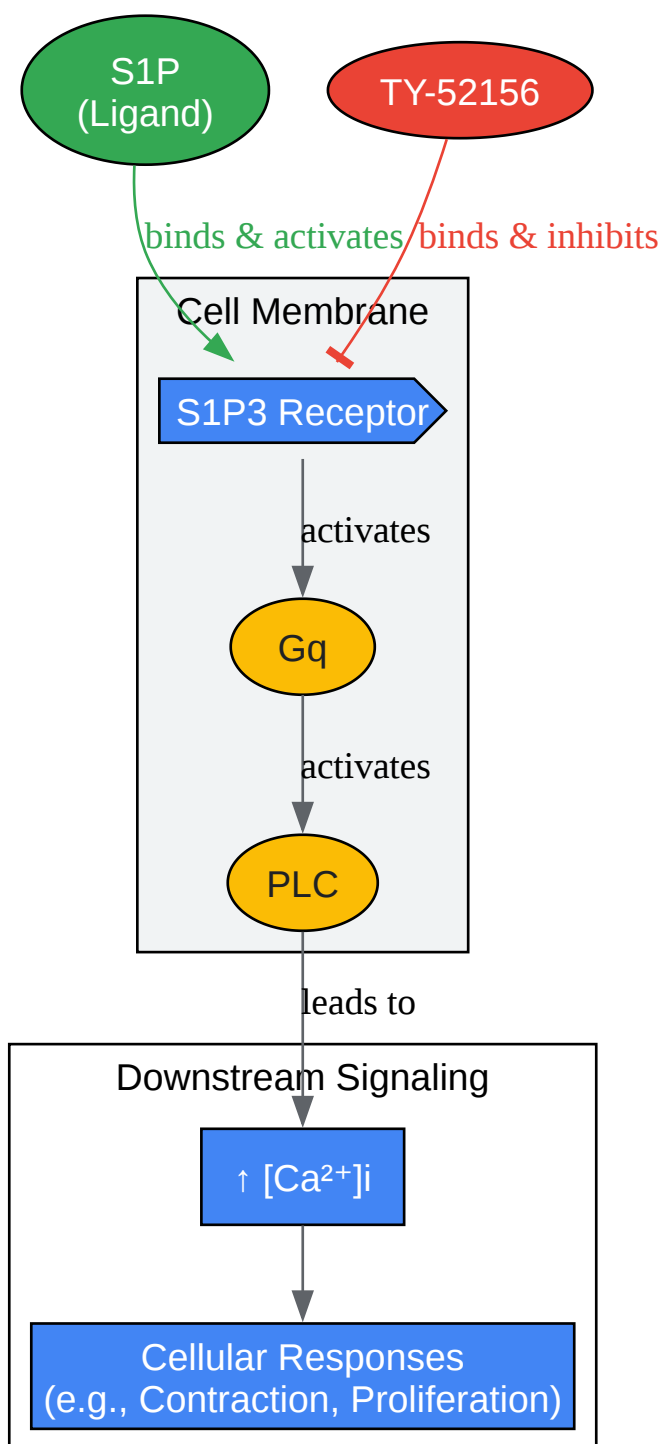 S1P
(Ligand)
TY-52156
binds & activates
binds & inhibits
Cell Membrane
S1P3 Receptor
activates
Gq
activates
PLC
leads to
Downstream Signaling
↑ [Ca²⁺]i
Cellular Responses
(e.g., Contraction, Proliferation)